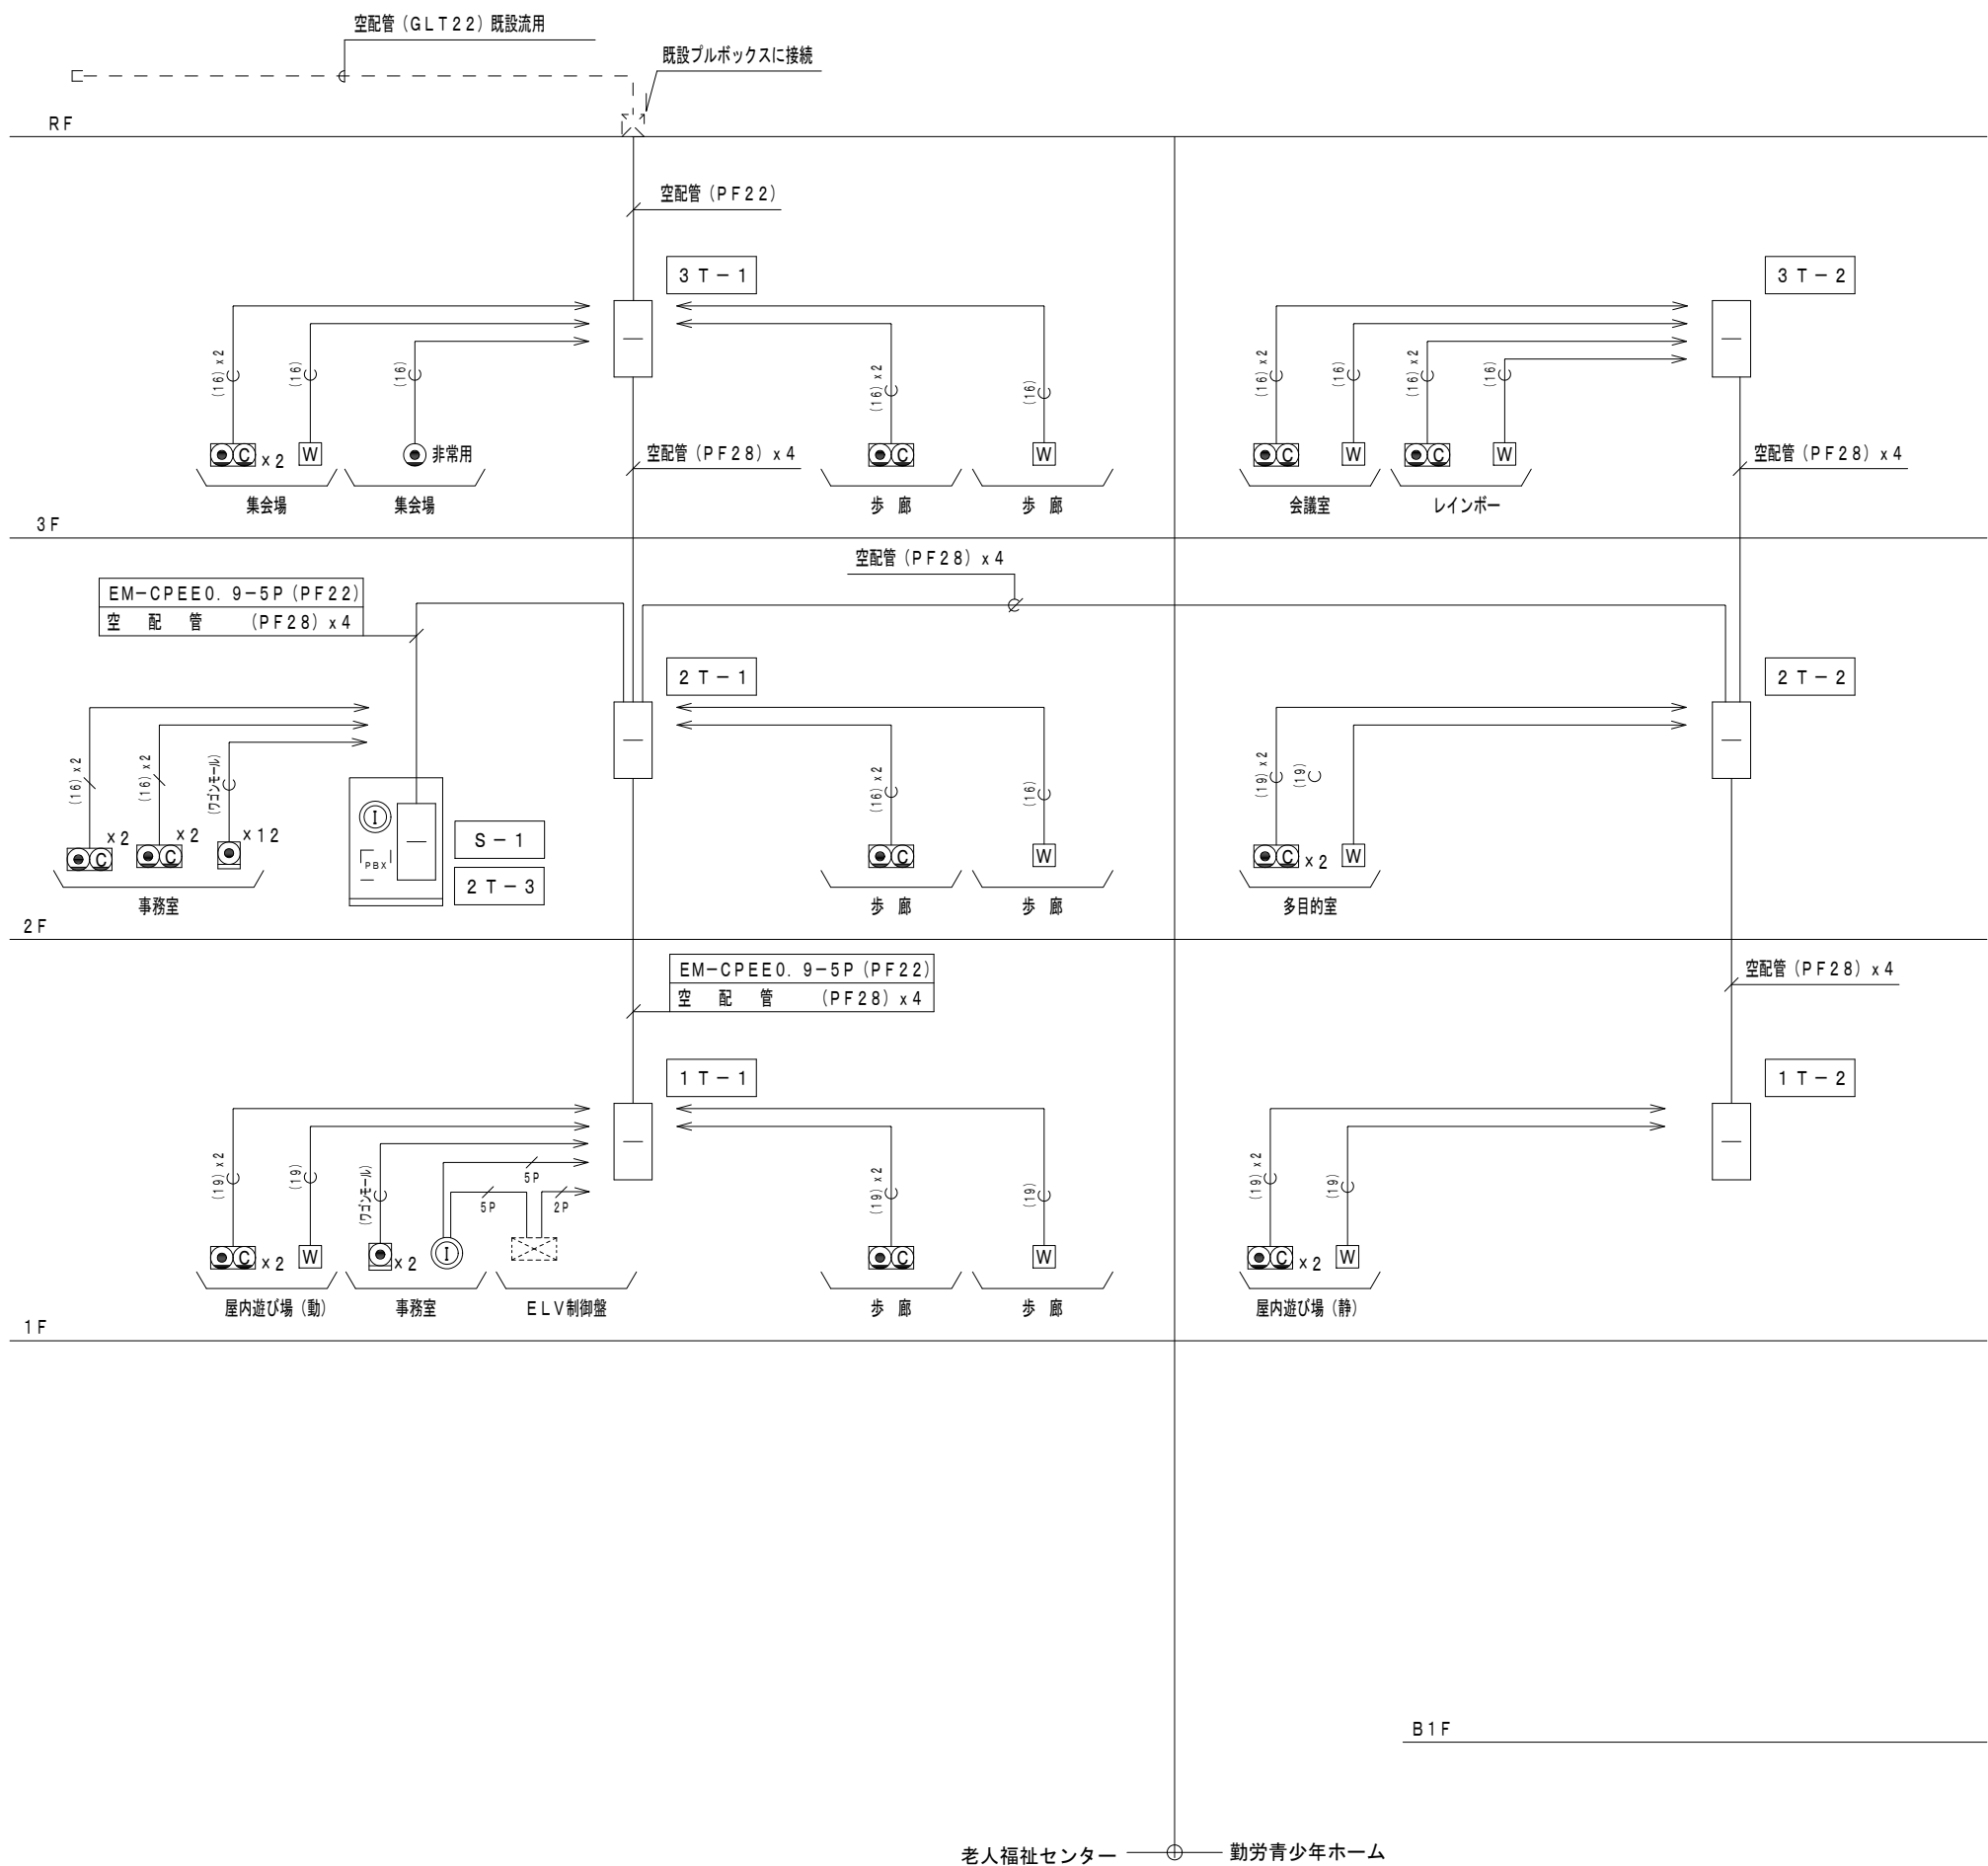 空配管(GLT22)既設流用
既設プルボックスに接続
RF
空配管(PF22)
3T-1
3T-2
(16)x2
(16)
(16)
(16)x2
(16)
(16)x2
(16)
(16)x2
(16)
C x2 W
非常用
空配管(PF28)x4
C
W
C W
C W
空配管(PF28)x4
集会場
集会場
歩 廊
歩 廊
会議室
レインボー
3F
空配管(PF28)x4
EM-CPEE0.9-5P(PF22)
空 配 管 (PF28)x4
2T-1
2T-2
(16)x2
(16)x2
(ワゴンモール)
(16)x2
(16)
(19)x2
(19)
C x2
C x2
x12
I
PBX
S-1
2T-3
C
W
C x2 W
事務室
歩 廊
歩 廊
多目的室
2F
EM-CPEE0.9-5P(PF22)
空 配 管 (PF28)x4
空配管(PF28)x4
1T-1
1T-2
(19)x2
(19)
(ワゴンモール)
5P
5P
2P
(19)x2
(19)
(19)x2
(19)
C x2 W
x2
I
C
W
C x2 W
屋内遊び場(動)
事務室
ELV制御盤
歩 廊
歩 廊
屋内遊び場(静)
1F
B1F
老人福祉センター
勤労青少年ホーム